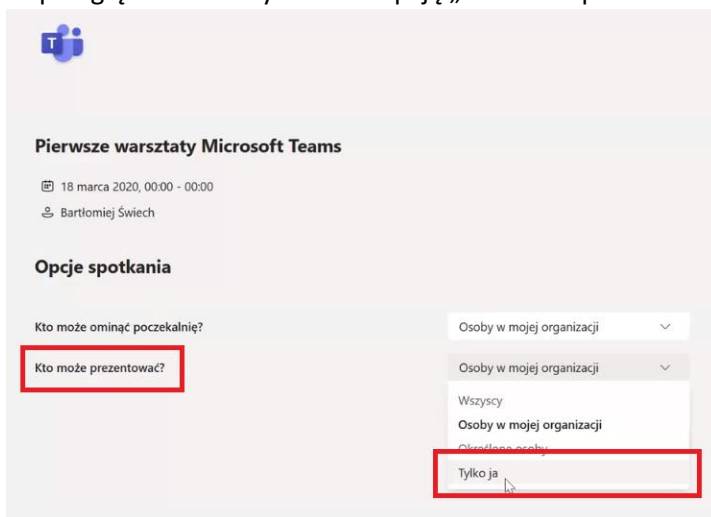 Pierwsze warsztaty Microsoft Teams
18 marca 2020, 00:00 - 00:00
Bartłomiej Świech
Opcje spotkania
Kto może ominąć poczekalnię? Osoby w mojej organizacji
Kto może prezentować? Osoby w mojej organizacji
Wszyscy
Osoby w mojej organizacji
Określone osoby
Tylko ja